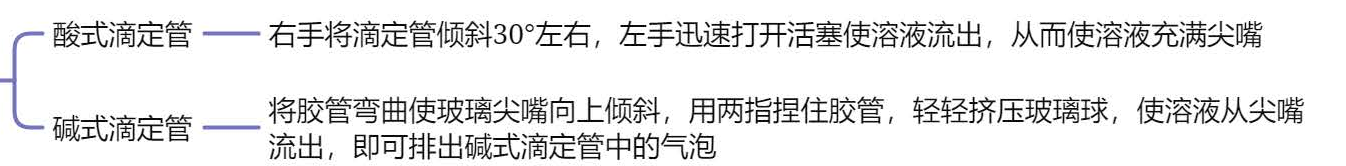 酸式滴定管 右手将滴定管倾斜30°左右，左手迅速打开活塞使溶液流出，从而使溶液充满尖嘴
碱式滴定管 将胶管弯曲使玻璃尖嘴向上倾斜，用两指捏住胶管，轻轻挤压玻璃球，使溶液从尖嘴
流出，即可排出碱式滴定管中的气泡